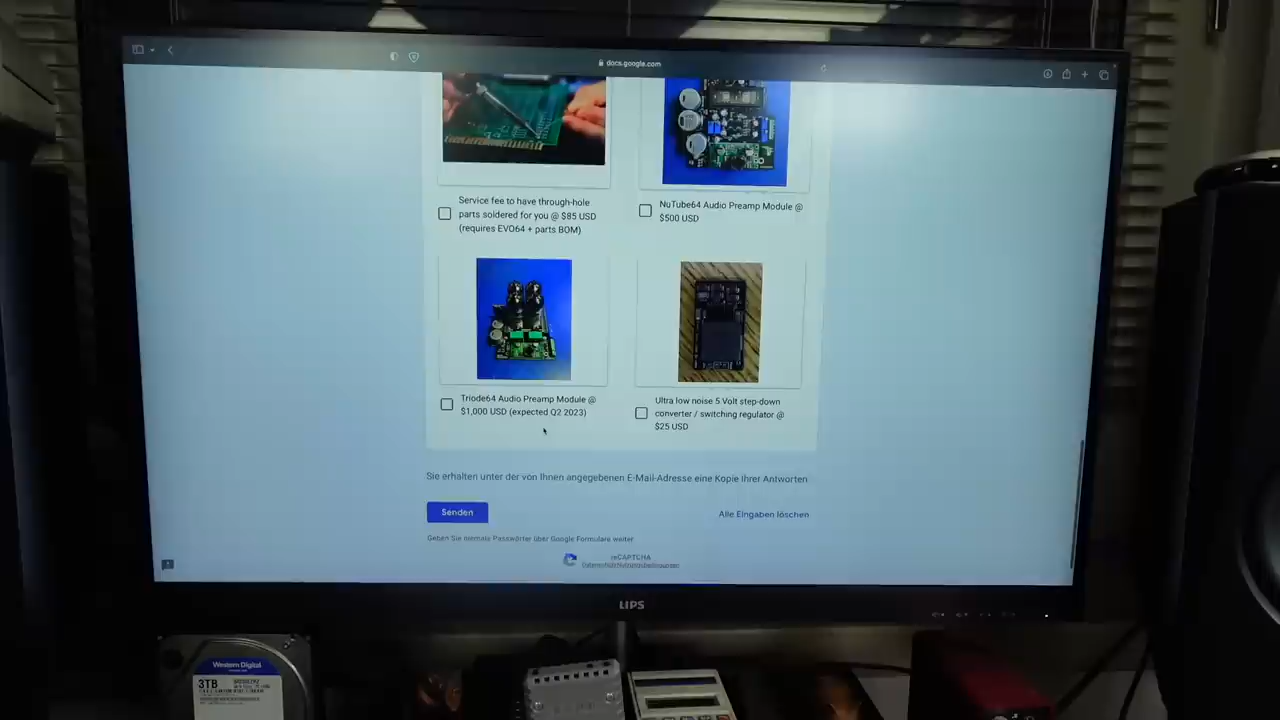 docs.google.com
Service fee to have through-hole
parts soldered for you @ $85 USD
(requires EVO64 + parts BOM)
NuTube64 Audio Preamp Module @
$500 USD
Triode64 Audio Preamp Module @
$1,000 USD (expected Q2 2023)
Ultra low noise 5 Volt step-down
converter / switching regulator @
$25 USD
Sie erhalten unter der von Ihnen angegebenen E-Mail-Adresse eine Kopie Ihrer Antworten
Senden
Alle Eingaben löschen
Geben Sie niemals Passwörter über Google Formulare weiter
reCAPTCHA
LIPS
Western Digital
3TB